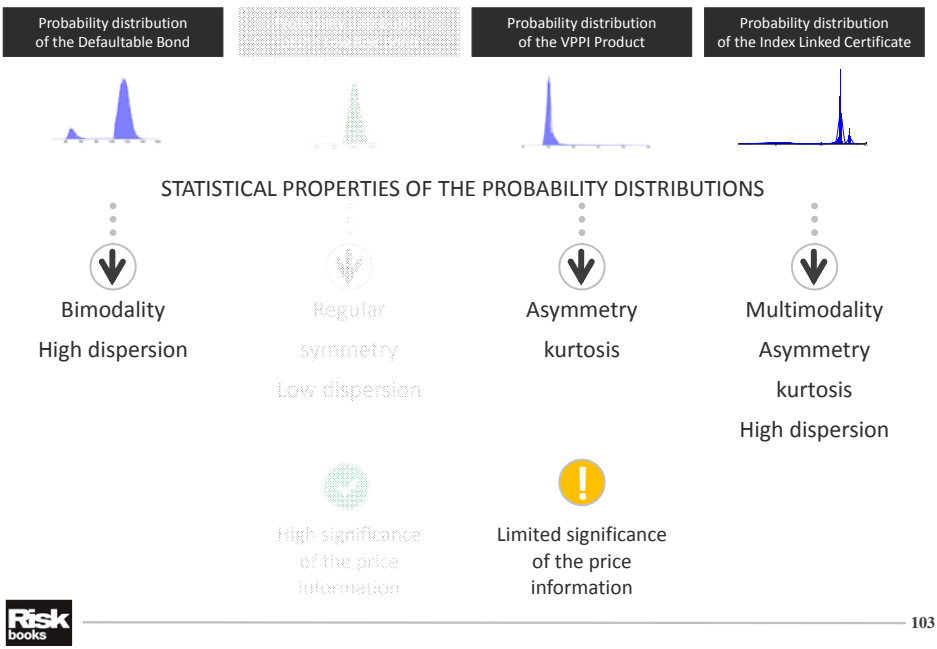 Probability distribution
of the Defaultable Bond
Probability distribution
of the VPPI Product
Probability distribution
of the Index Linked Certificate
STATISTICAL PROPERTIES OF THE PROBABILITY DISTRIBUTIONS
Bimodality
High dispersion
Regular
symmetry
Low dispersion
Asymmetry
kurtosis
Multimodality
Asymmetry
kurtosis
High dispersion
High significance
of the price
information
!
Limited significance
of the price
information
Risk
books
103